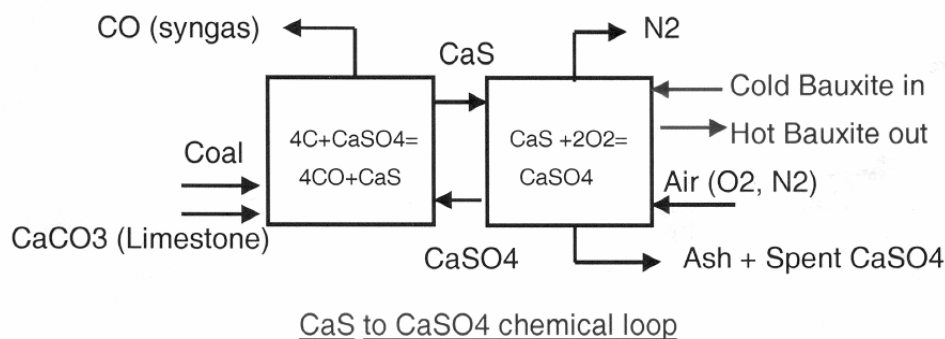 CO (syngas)
N2
CaS
Cold Bauxite in
Hot Bauxite out
4C+CaSO4=
4CO+CaS
CaS +2O2=
CaSO4
Coal
Air (O2, N2)
CaCO3 (Limestone)
CaSO4
Ash + Spent CaSO4
CaS to CaSO4 chemical loop